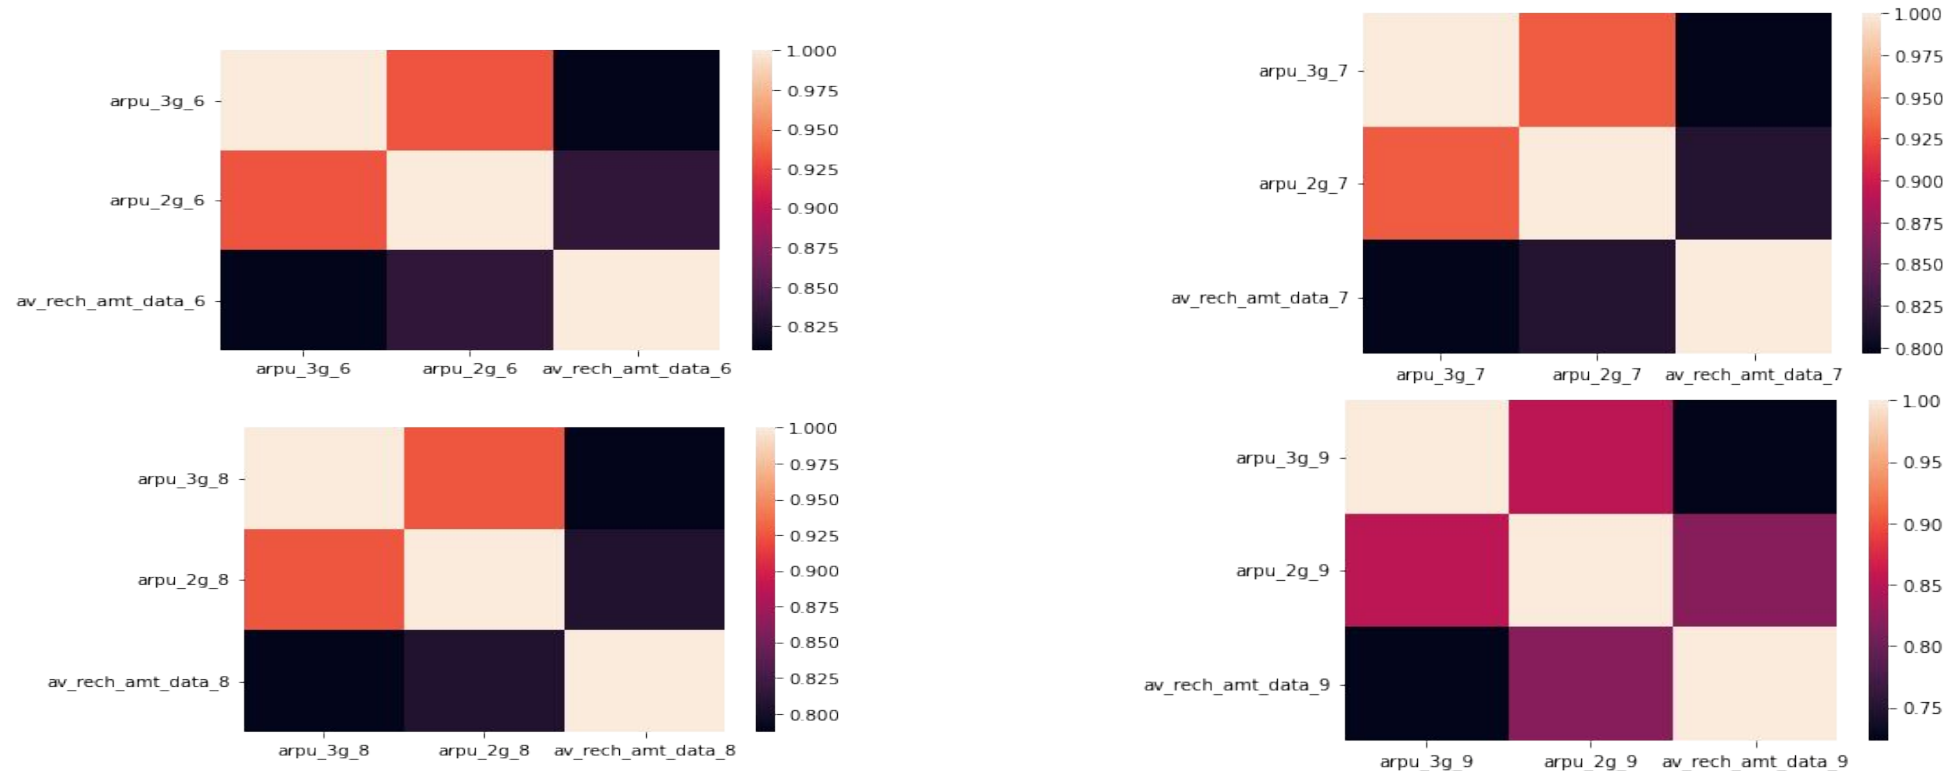 1.000
arpu_3g_6
0.975
0.950
0.925
arpu_2g_6
0.900
0.875
0.850
av_rech_amt_data_6
0.825
arpu_3g_6 arpu_2g_6 av_rech_amt_data_6
1.000
0.975
arpu_3g_7
0.950
0.925
0.900
arpu_2g_7
0.875
0.850
av_rech_amt_data_7
0.825
0.800
arpu_3g_7 arpu_2g_7 av_rech_amt_data_7
1.000
0.975
arpu_3g_8
0.950
0.925
0.900
arpu_2g_8
0.875
0.850
av_rech_amt_data_8
0.825
0.800
arpu_3g_8 arpu_2g_8 av_rech_amt_data_8
1.00
arpu_3g_9
0.95
0.90
arpu_2g_9
0.85
0.80
av_rech_amt_data_9
0.75
arpu_3g_9 arpu_2g_9 av_rech_amt_data_9